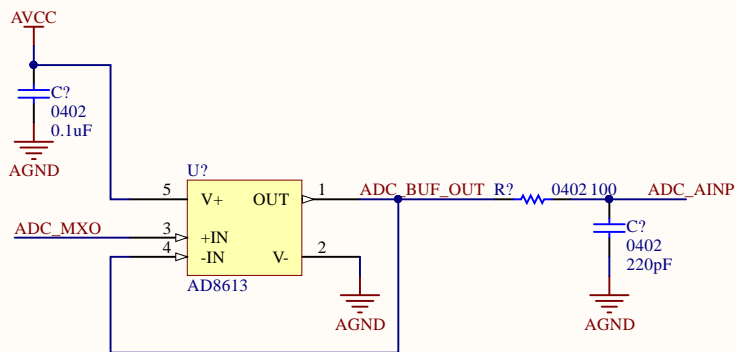 AVCC
C?
0402
0.1uF
AGND
U?
5 V+ OUT 1 ADC_BUF_OUT R? 0402 100 ADC_AINP
ADC_MXO 3 +IN
4 -IN V- 2
AD8613
AGND
C?
0402
220pF
AGND